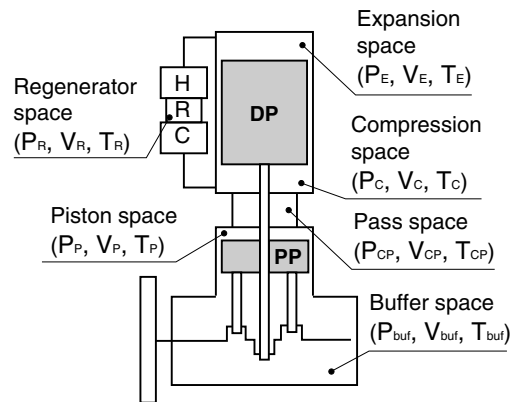 Expansion
space
(PE, VE, TE)
Regenerator
space
(PR, VR, TR)
H
R
C
DP
Compression
space
(PC, VC, TC)
Piston space
(PP, VP, TP)
Pass space
(PCP, VCP, TCP)
PP
Buffer space
(Pbuf, Vbuf, Tbuf)